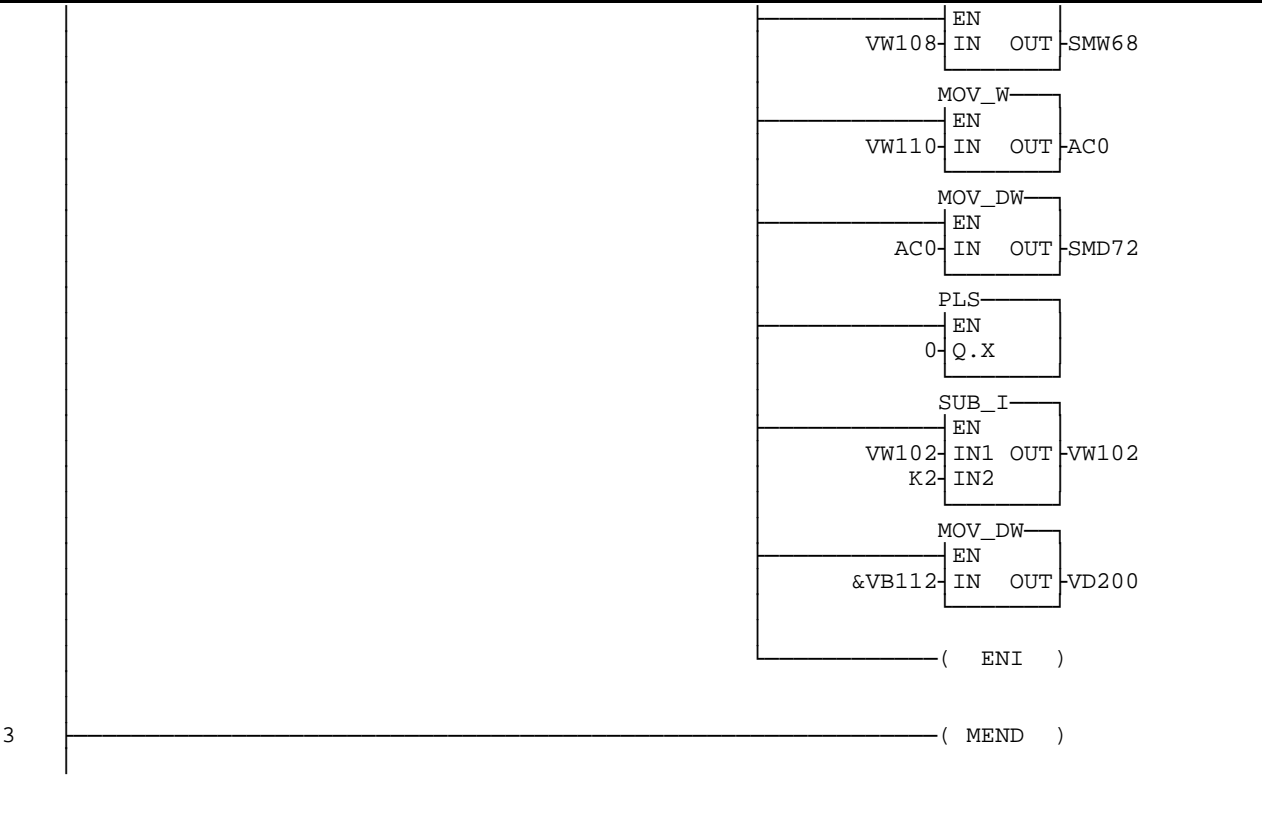 EN
VW108 IN OUT SMW68
MOV_W
EN
VW110 IN OUT AC0
MOV_DW
EN
AC0 IN OUT SMD72
PLS
EN
0 Q.X
SUB_I
EN
VW102 IN1 OUT VW102
K2 IN2
MOV_DW
EN
&VB112 IN OUT VD200
( ENI )
3 ( MEND )